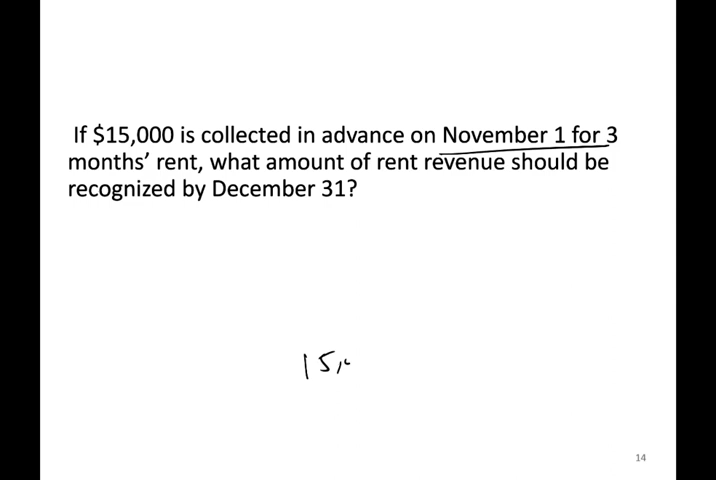 If $15,000 is collected in advance on November 1 for 3
months’ rent, what amount of rent revenue should be
recognized by December 31?
15,
14